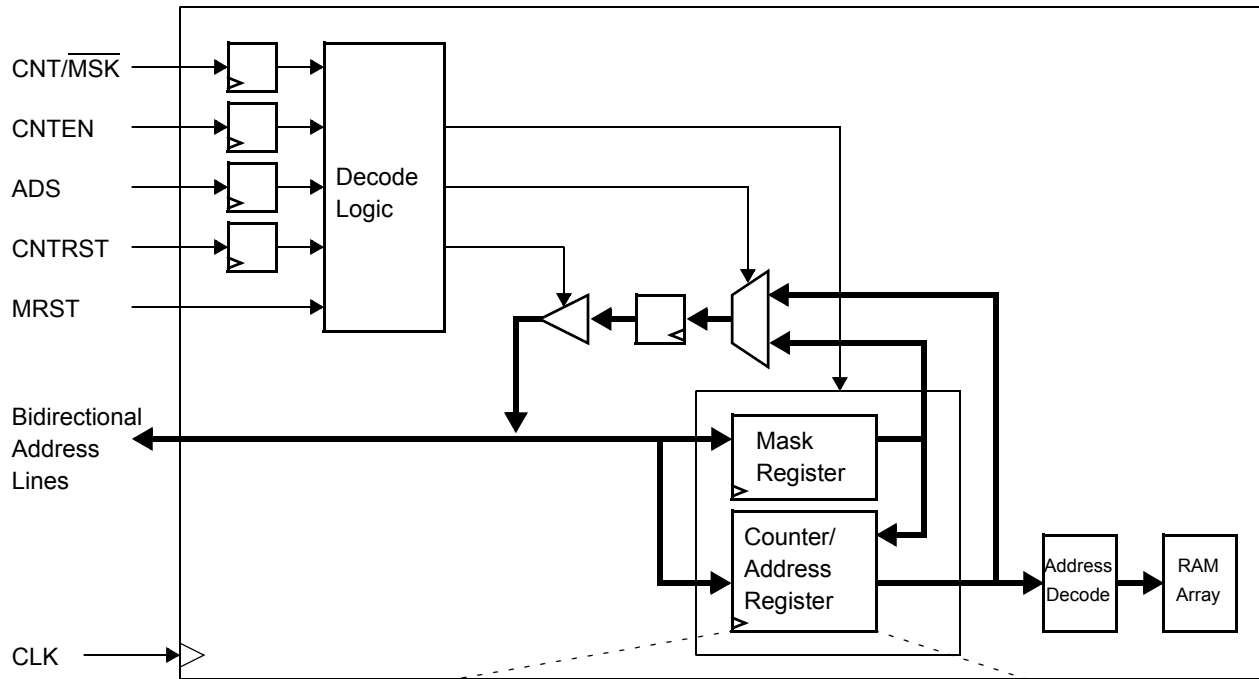 CNT/MSK
CNTEN
ADS
CNTRST
MRST
Decode
Logic
Bidirectional
Address
Lines
Mask
Register
Counter/
Address
Register
Address
Decode
RAM
Array
CLK